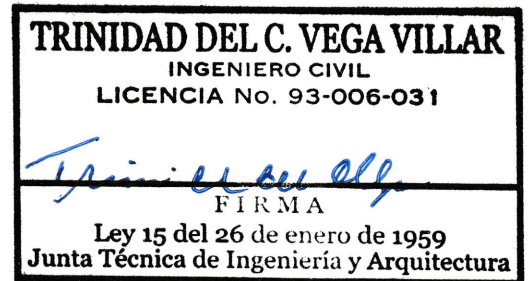 TRINIDAD DEL C. VEGA VILLAR
INGENIERO CIVIL
LICENCIA No. 93-006-031
FIRMA
Ley 15 del 26 de enero de 1959
Junta Técnica de Ingeniería y Arquitectura